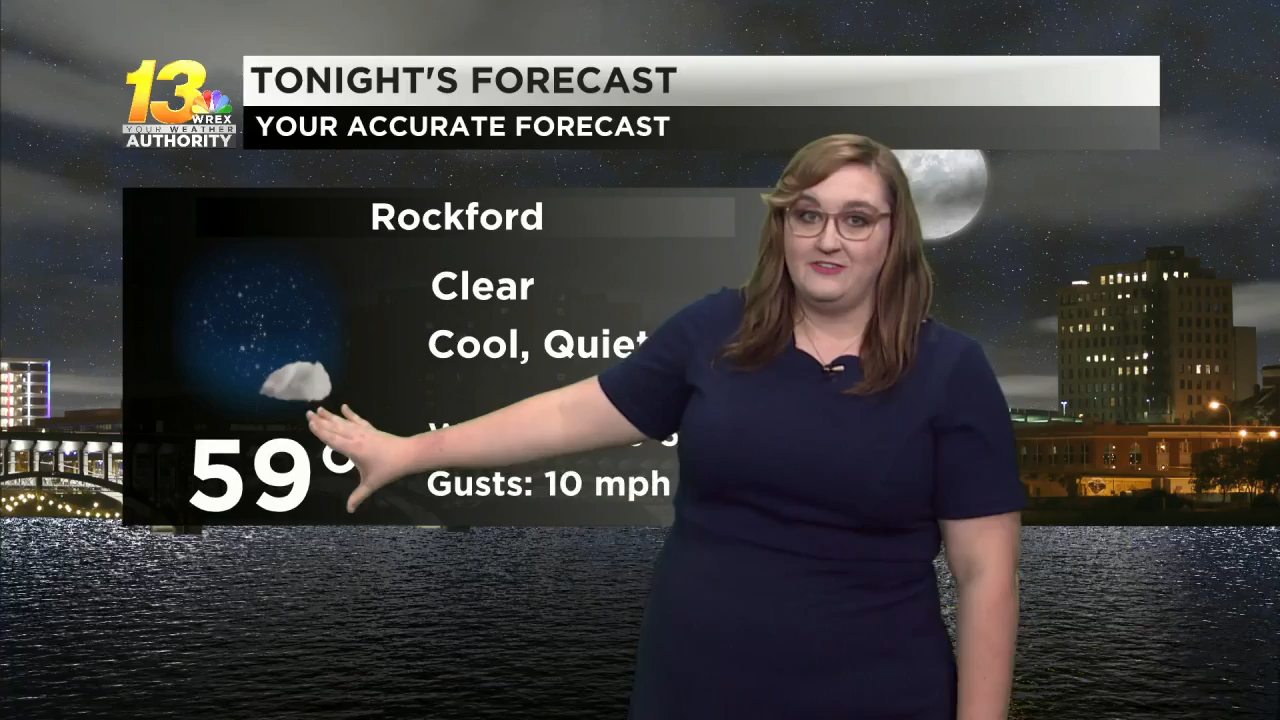 13
WREX
YOUR WEATHER
AUTHORITY
TONIGHT'S FORECAST
YOUR ACCURATE FORECAST
Rockford
Clear
Cool, Quiet
59°
Gusts: 10 mph